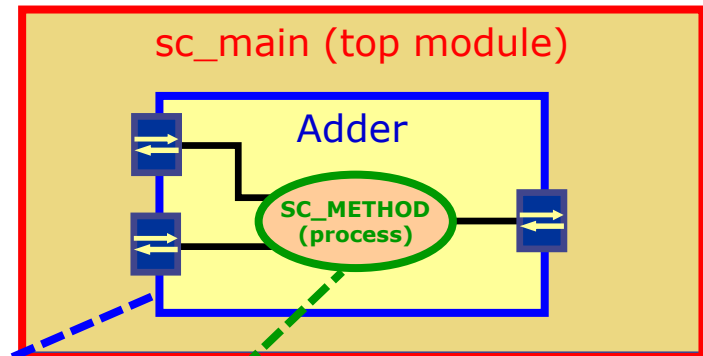 sc_main (top module)
Adder
SC_METHOD
(process)